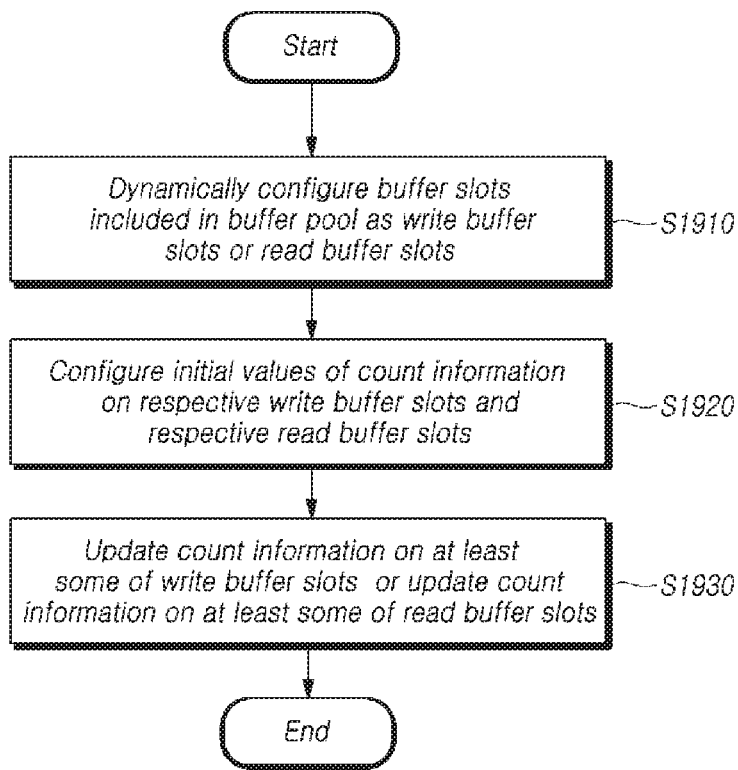 Start
Dynamically configure buffer slots
included in buffer pool as write buffer
slots or read buffer slots
S1910
Configure initial values of count information
on respective write buffer slots and
respective read buffer slots
S1920
Update count information on at least
some of write buffer slots or update count
information on at least some of read buffer slots
S1930
End